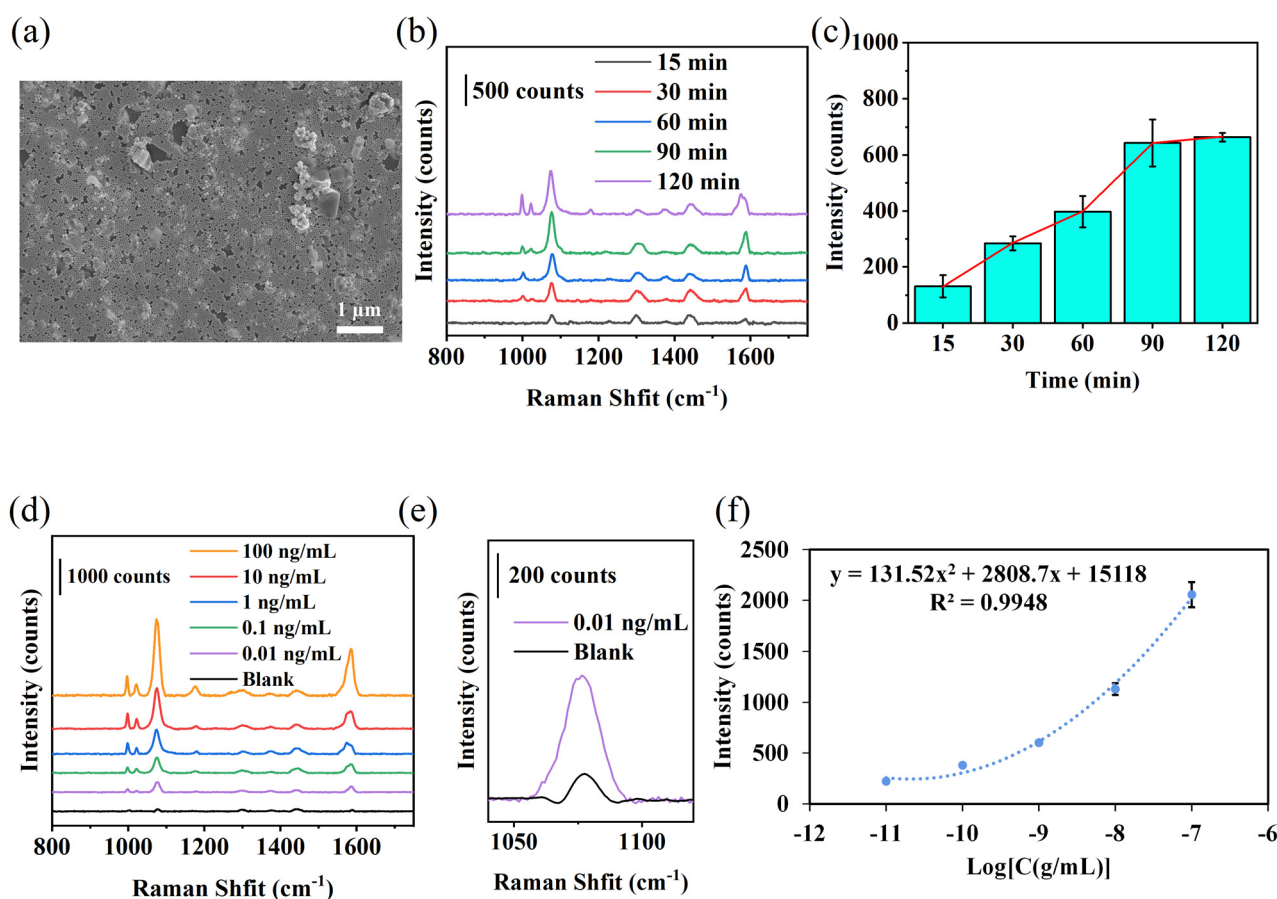 (a)
1 µm
(b)
500 counts
15 min
30 min
60 min
90 min
120 min
Intensity (counts)
800 1000 1200 1400 1600
Raman Shfit (cm⁻¹)
(c)
Intensity (counts)
1000
800
600
400
200
0
15 30 60 90 120
Time (min)
(d)
1000 counts
100 ng/mL
10 ng/mL
1 ng/mL
0.1 ng/mL
0.01 ng/mL
Blank
Intensity (counts)
800 1000 1200 1400 1600
Raman Shfit (cm⁻¹)
(e)
200 counts
0.01 ng/mL
Blank
Intensity (counts)
1050 1100
Raman Shfit (cm⁻¹)
(f)
y = 131.52x² + 2808.7x + 15118
R² = 0.9948
Intensity (counts)
2500
2000
1500
1000
500
0
-12 -11 -10 -9 -8 -7 -6
Log[C(g/mL)]